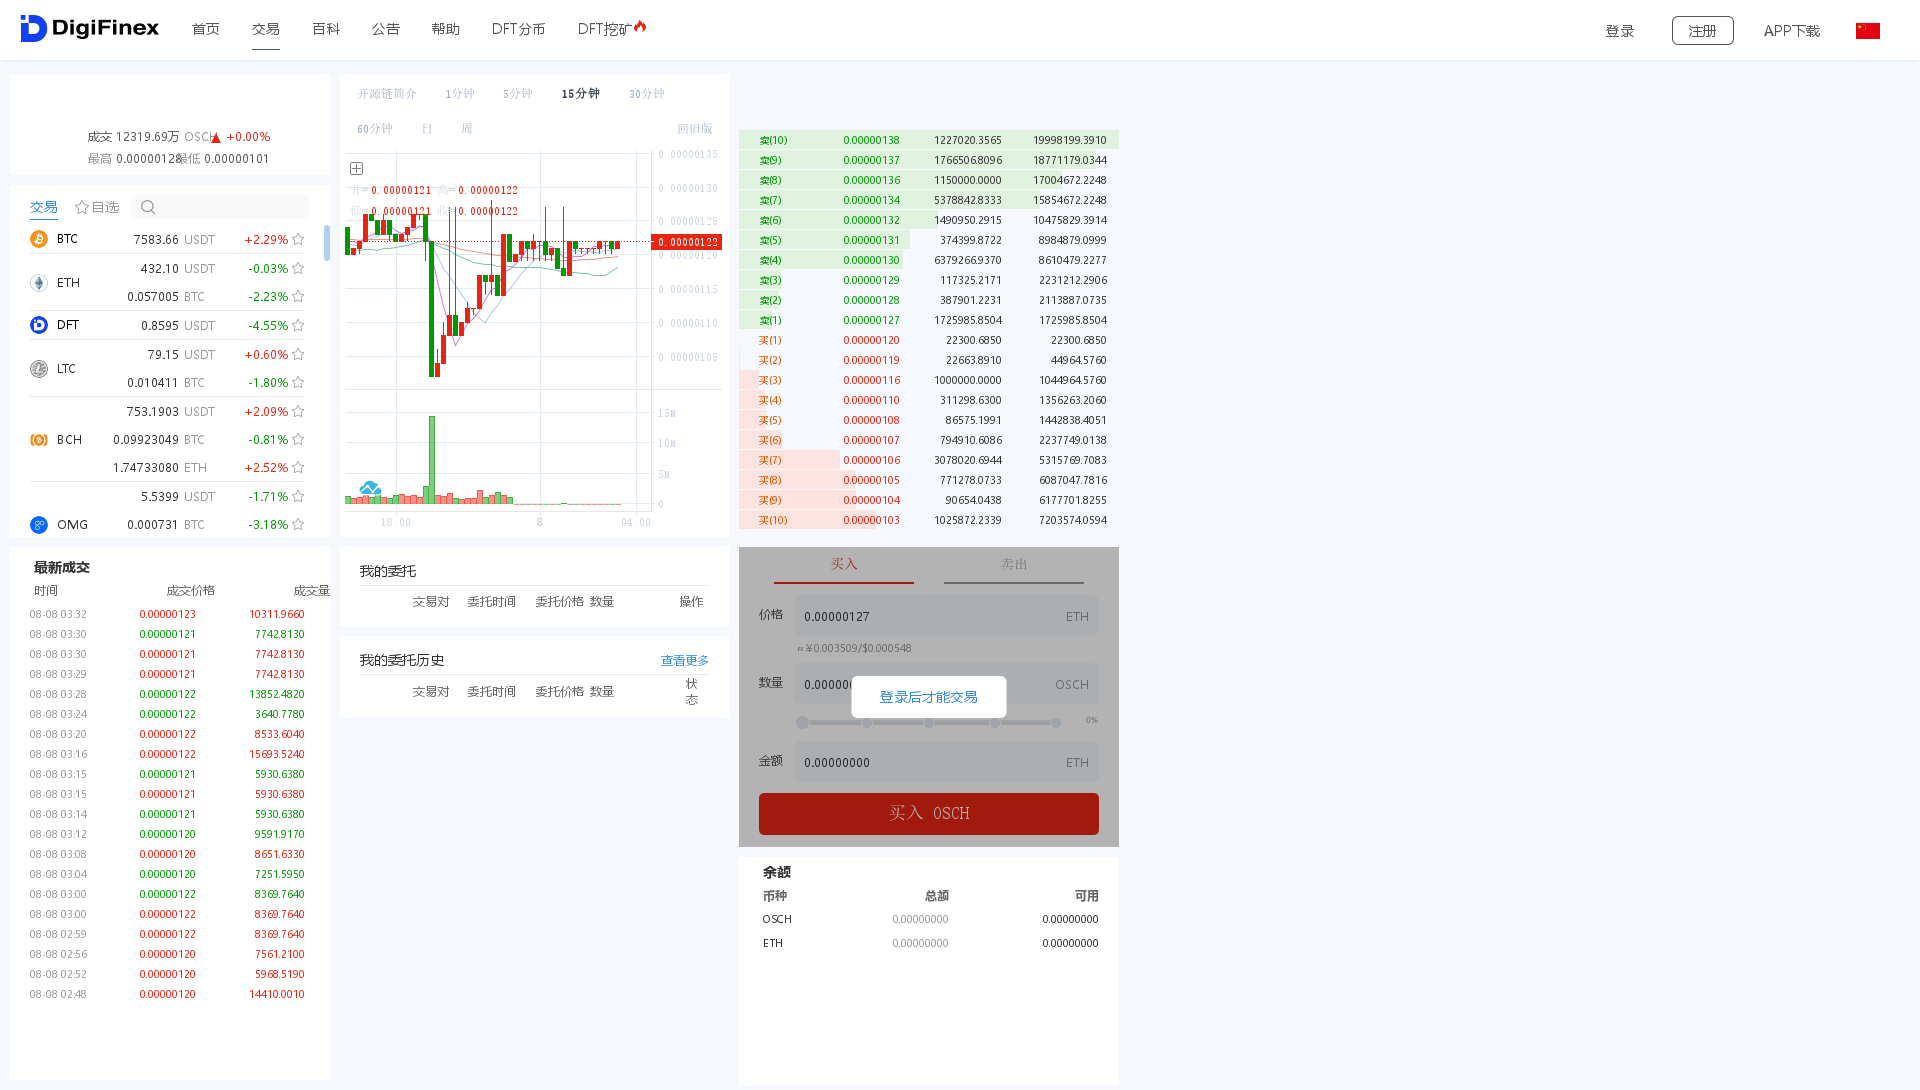 DigiFinex 首页 交易 百科 公告 帮助 DFT分币 DFT挖矿 登录 注册 APP下载
成交 12319.69万 OSCH +0.00%
最高 0.00000128 最低 0.00000101
交易 自选
BTC 7583.66 USDT +2.29%
432.10 USDT -0.03%
ETH
0.057005 BTC -2.23%
DFT 0.8595 USDT -4.55%
79.15 USDT +0.60%
LTC
0.010411 BTC -1.80%
753.1903 USDT +2.09%
BCH 0.09923049 BTC -0.81%
1.74733080 ETH +2.52%
5.5399 USDT -1.71%
OMG 0.000731 BTC -3.18%
最新成交
时间 成交价格 成交量
08-08 03:32 0.00000123 10311.9660
08-08 03:30 0.00000121 7742.8130
08-08 03:30 0.00000121 7742.8130
08-08 03:29 0.00000121 7742.8130
08-08 03:28 0.00000122 13852.4820
08-08 03:24 0.00000122 3640.7780
08-08 03:20 0.00000122 8533.6040
08-08 03:16 0.00000122 15693.5240
08-08 03:15 0.00000121 5930.6380
08-08 03:15 0.00000121 5930.6380
08-08 03:14 0.00000121 5930.6380
08-08 03:12 0.00000120 9591.9170
08-08 03:08 0.00000120 8651.6330
08-08 03:04 0.00000120 7251.5950
08-08 03:00 0.00000122 8369.7640
08-08 03:00 0.00000122 8369.7640
08-08 02:59 0.00000122 8369.7640
08-08 02:56 0.00000120 7561.2100
08-08 02:52 0.00000120 5968.5190
08-08 02:48 0.00000120 14410.0010
开源链简介 1分钟 5分钟 15分钟 30分钟
60分钟 日 周 回旧版
开= 0.00000121 高= 0.00000122
低= 0.00000121 收= 0.00000122
0.00000135
0.00000130
0.00000125
0.00000122
0.00000120
0.00000115
0.00000110
0.00000105
15M
10M
5M
0
18:00 8 04:00
我的委托
交易对 委托时间 委托价格 数量 操作
我的委托历史 查看更多
交易对 委托时间 委托价格 数量 状态
卖(10) 0.00000138 1227020.3565 19998199.3910
卖(9) 0.00000137 1766506.8096 18771179.0344
卖(8) 0.00000136 1150000.0000 17004672.2248
卖(7) 0.00000134 5378842.8333 15854672.2248
卖(6) 0.00000132 1490950.2915 10475829.3914
卖(5) 0.00000131 374399.8722 8984879.0999
卖(4) 0.00000130 6379266.9370 8610479.2277
卖(3) 0.00000129 117325.2171 2231212.2906
卖(2) 0.00000128 387901.2231 2113887.0735
卖(1) 0.00000127 1725985.8504 1725985.8504
买(1) 0.00000120 22300.6850 22300.6850
买(2) 0.00000119 22663.8910 44964.5760
买(3) 0.00000116 1000000.0000 1044964.5760
买(4) 0.00000110 311298.6300 1356263.2060
买(5) 0.00000108 86575.1991 1442838.4051
买(6) 0.00000107 794910.6086 2237749.0138
买(7) 0.00000106 3078020.6944 5315769.7083
买(8) 0.00000105 771278.0733 6087047.7816
买(9) 0.00000104 90654.0438 6177701.8255
买(10) 0.00000103 1025872.2339 7203574.0594
买入 卖出
价格 0.00000127 ETH
≈¥0.003509/$0.000548
数量 0.000000 OSCH
登录后才能交易
0%
金额 0.00000000 ETH
买入 OSCH
余额
币种 总额 可用
OSCH 0.00000000 0.00000000
ETH 0.00000000 0.00000000